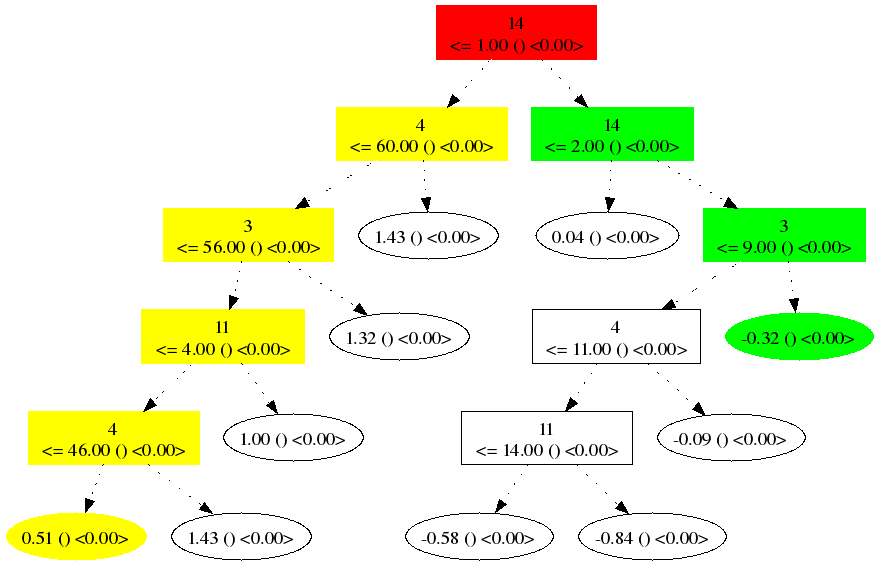 14
<= 1.00 () <0.00>
4
<= 60.00 () <0.00>
14
<= 2.00 () <0.00>
3
<= 56.00 () <0.00>
1.43 () <0.00>
0.04 () <0.00>
3
<= 9.00 () <0.00>
11
<= 4.00 () <0.00>
1.32 () <0.00>
4
<= 11.00 () <0.00>
-0.32 () <0.00>
4
<= 46.00 () <0.00>
1.00 () <0.00>
11
<= 14.00 () <0.00>
-0.09 () <0.00>
0.51 () <0.00>
1.43 () <0.00>
-0.58 () <0.00>
-0.84 () <0.00>